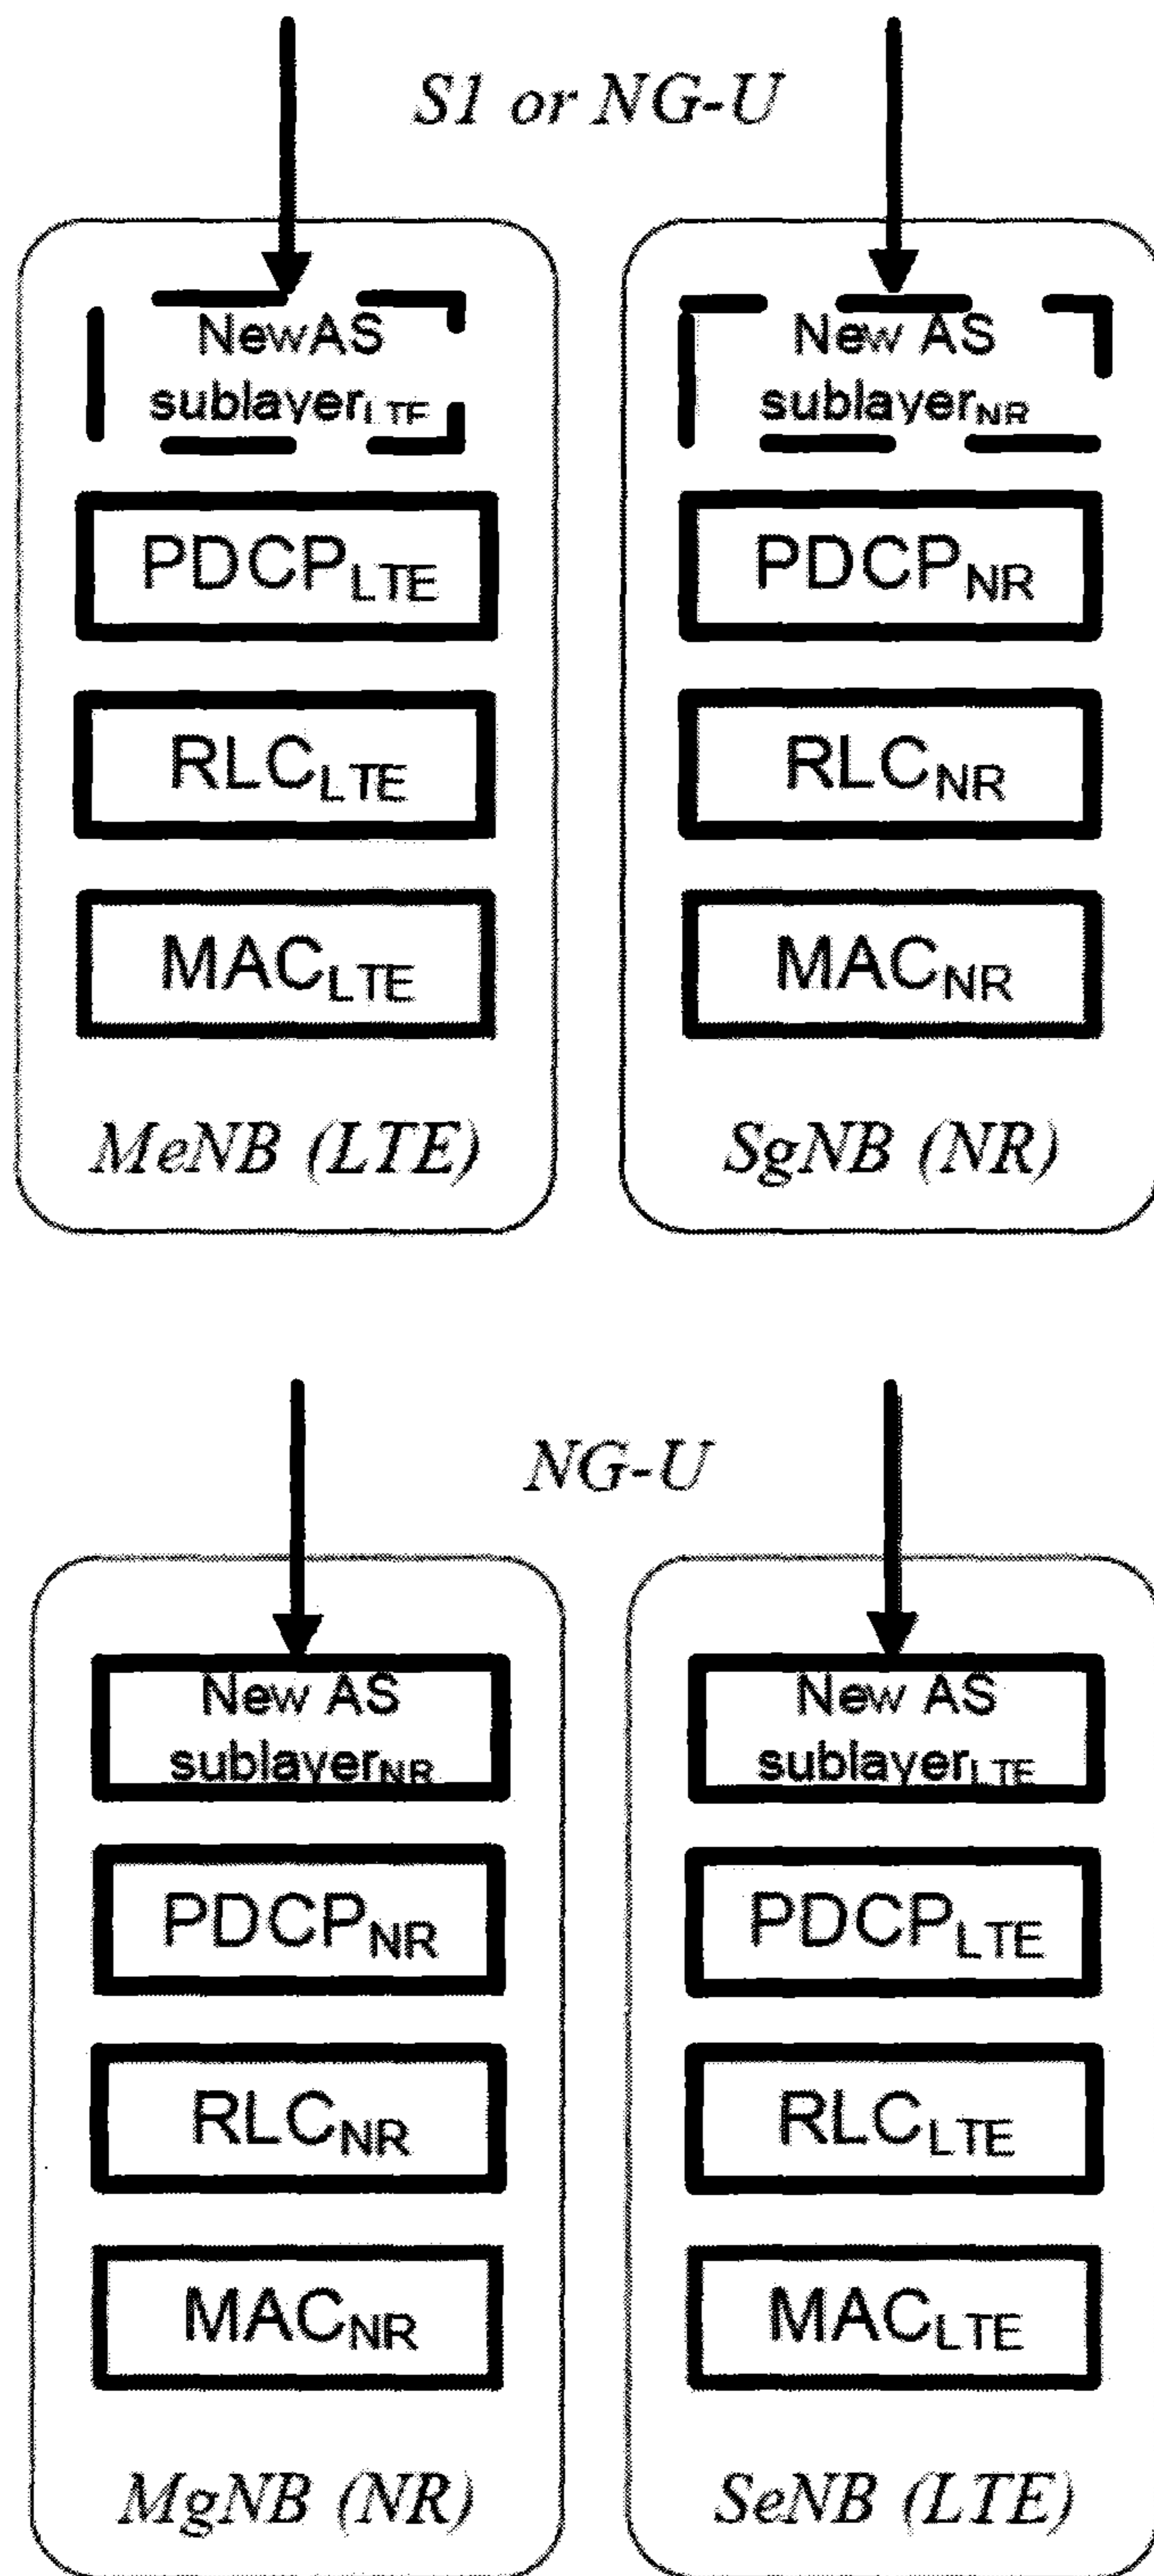 S1 or NG-U
NewAS
sublayerLTE
PDCPLTE
RLCLTE
MACLTE
MeNB (LTE)
New AS
sublayerNR
PDCPNR
RLCNR
MACNR
SgNB (NR)
NG-U
New AS
sublayerNR
PDCPNR
RLCNR
MACNR
MgNB (NR)
New AS
sublayerLTE
PDCPLTE
RLCLTE
MACLTE
SeNB (LTE)